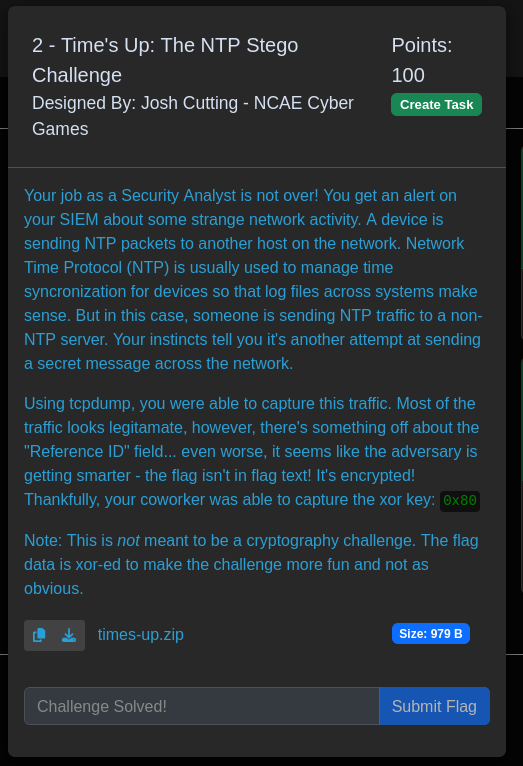 2 - Time's Up: The NTP Stego
Challenge
Designed By: Josh Cutting - NCAE Cyber
Games
Points:
100
Create Task
Your job as a Security Analyst is not over! You get an alert on
your SIEM about some strange network activity. A device is
sending NTP packets to another host on the network. Network
Time Protocol (NTP) is usually used to manage time
syncronization for devices so that log files across systems make
sense. But in this case, someone is sending NTP traffic to a non-
NTP server. Your instincts tell you it's another attempt at sending
a secret message across the network.
Using tcpdump, you were able to capture this traffic. Most of the
traffic looks legitamate, however, there's something off about the
"Reference ID" field... even worse, it seems like the adversary is
getting smarter - the flag isn't in flag text! It's encrypted!
Thankfully, your coworker was able to capture the xor key: 0x80
Note: This is not meant to be a cryptography challenge. The flag
data is xor-ed to make the challenge more fun and not as
obvious.
times-up.zip
Size: 979 B
Challenge Solved!
Submit Flag